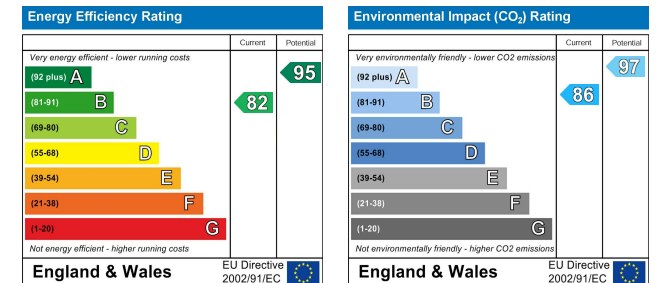 Energy Efficiency Rating
Current Potential
Very energy efficient - lower running costs
(92 plus) A
95
(81-91) B
82
(69-80) C
(55-68) D
(39-54) E
(21-38) F
(1-20) G
Not energy efficient - higher running costs
England & Wales
EU Directive
2002/91/EC
Environmental Impact (CO₂) Rating
Current Potential
Very environmentally friendly - lower CO2 emissions
(92 plus) A
97
(81-91) B
86
(69-80) C
(55-68) D
(39-54) E
(21-38) F
(1-20) G
Not environmentally friendly - higher CO2 emissions
England & Wales
EU Directive
2002/91/EC